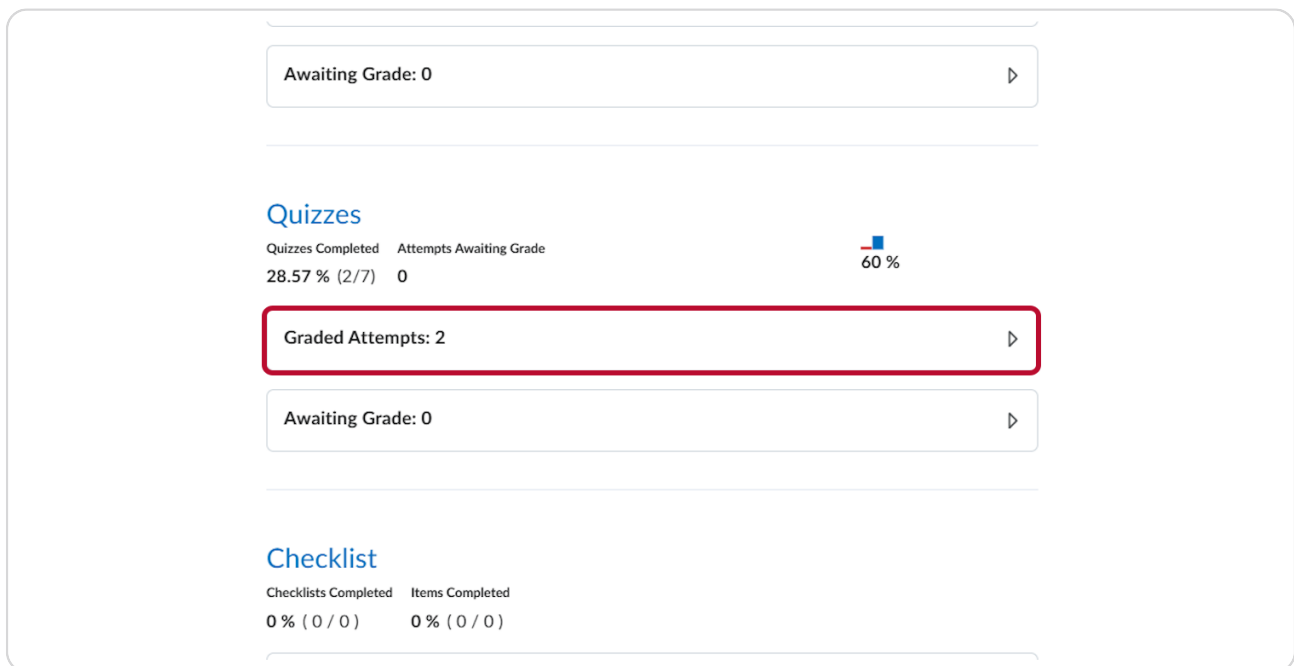 Awaiting Grade: 0
Quizzes
Quizzes Completed Attempts Awaiting Grade
28.57 % (2/7) 0
60 %
Graded Attempts: 2
Awaiting Grade: 0
Checklist
Checklists Completed Items Completed
0 % ( 0 / 0 ) 0 % ( 0 / 0 )